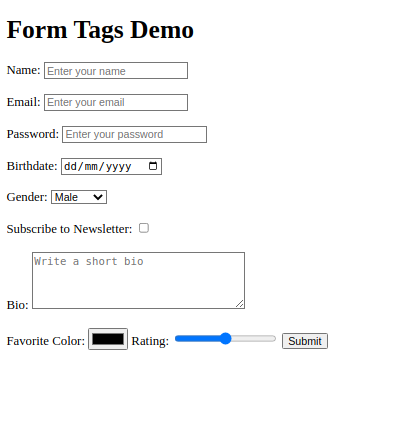 Form Tags Demo
Name: Enter your name
Email: Enter your email
Password: Enter your password
Birthdate: dd/mm/yyyy
Gender: Male
Subscribe to Newsletter:
Write a short bio
Bio:
Favorite Color: Rating: Submit